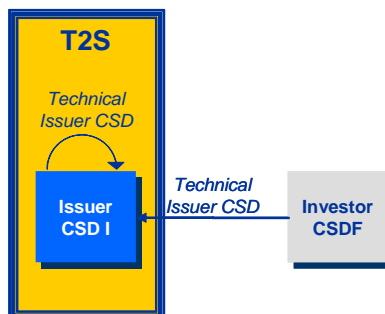 T2S
Technical
Issuer CSD
Technical
Issuer CSD
Issuer
CSD I
Investor
CSDF